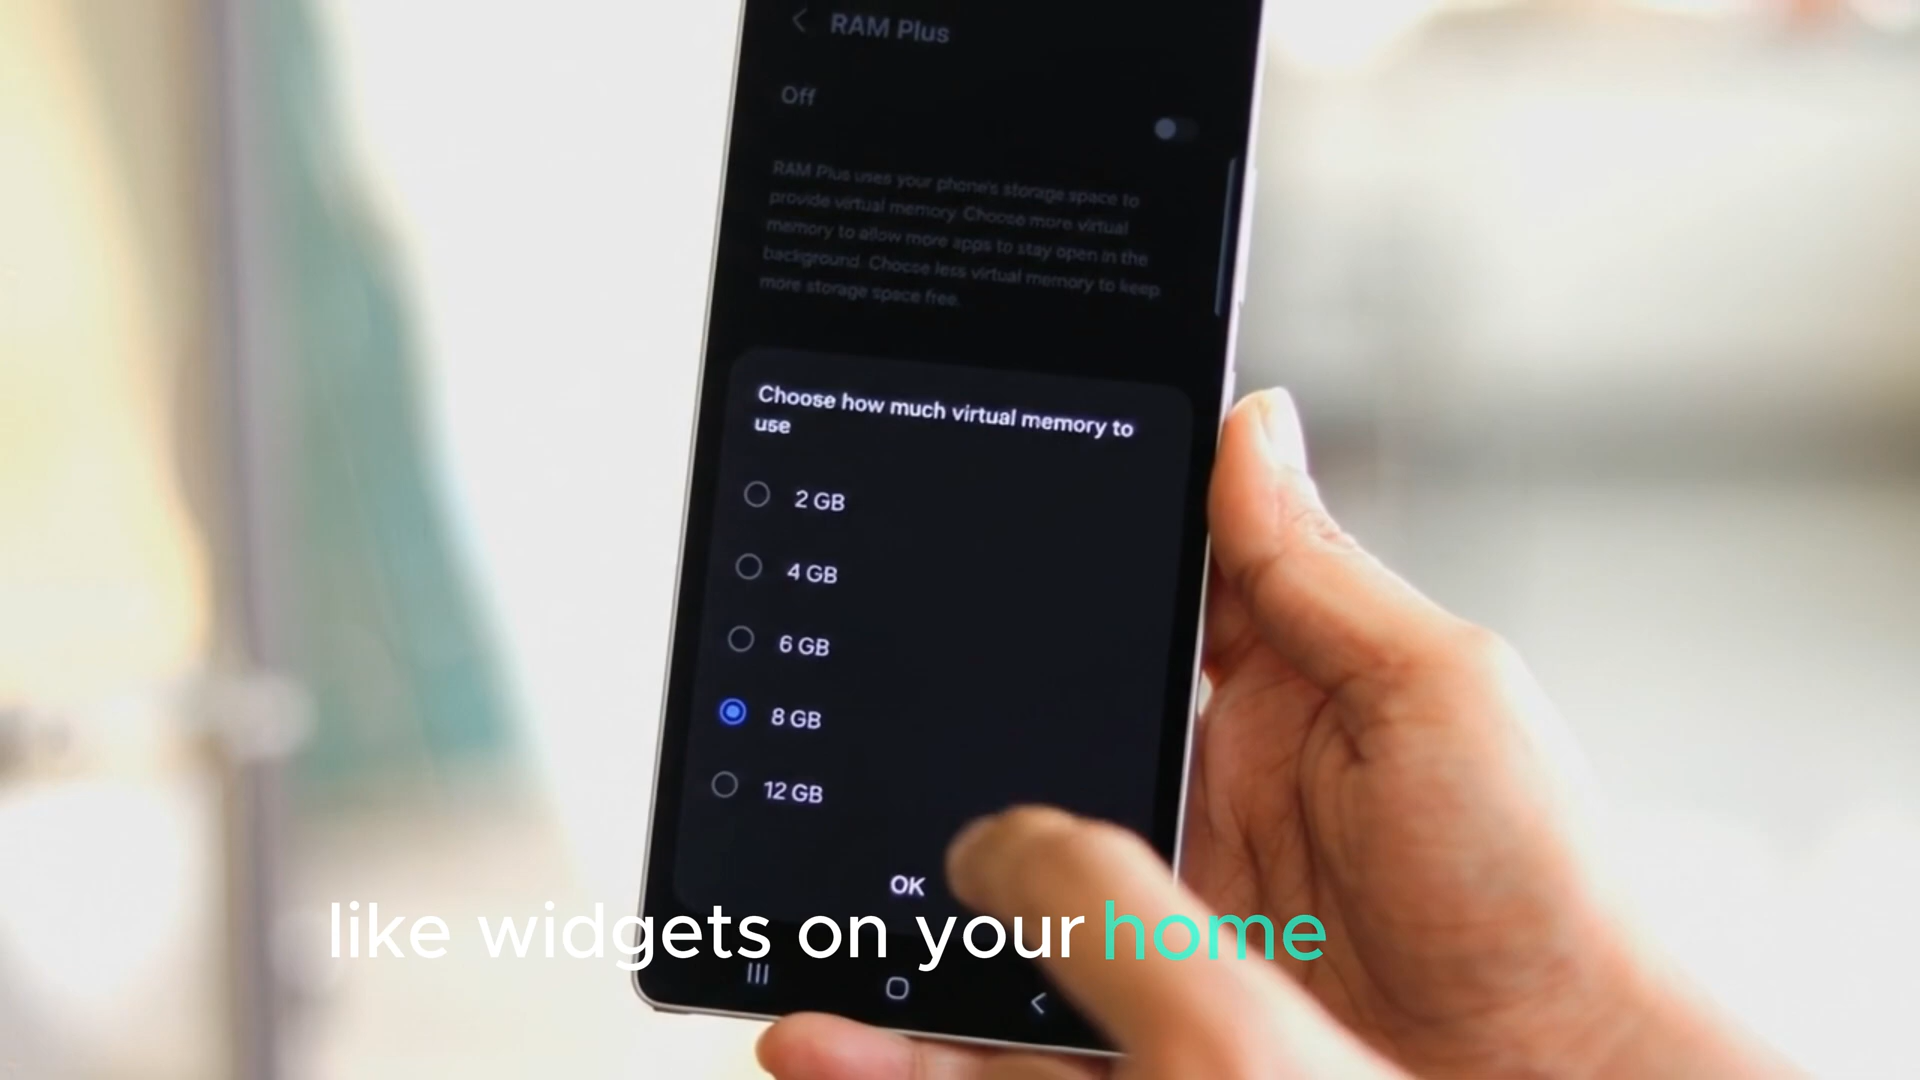 RAM Plus
Off
RAM Plus uses your phone's storage space to
provide virtual memory. Choose more virtual
memory to allow more apps to stay open in the
background. Choose less virtual memory to keep
more storage space free.
Choose how much virtual memory to
use
2 GB
4 GB
6 GB
8 GB
12 GB
OK
like widgets on your home